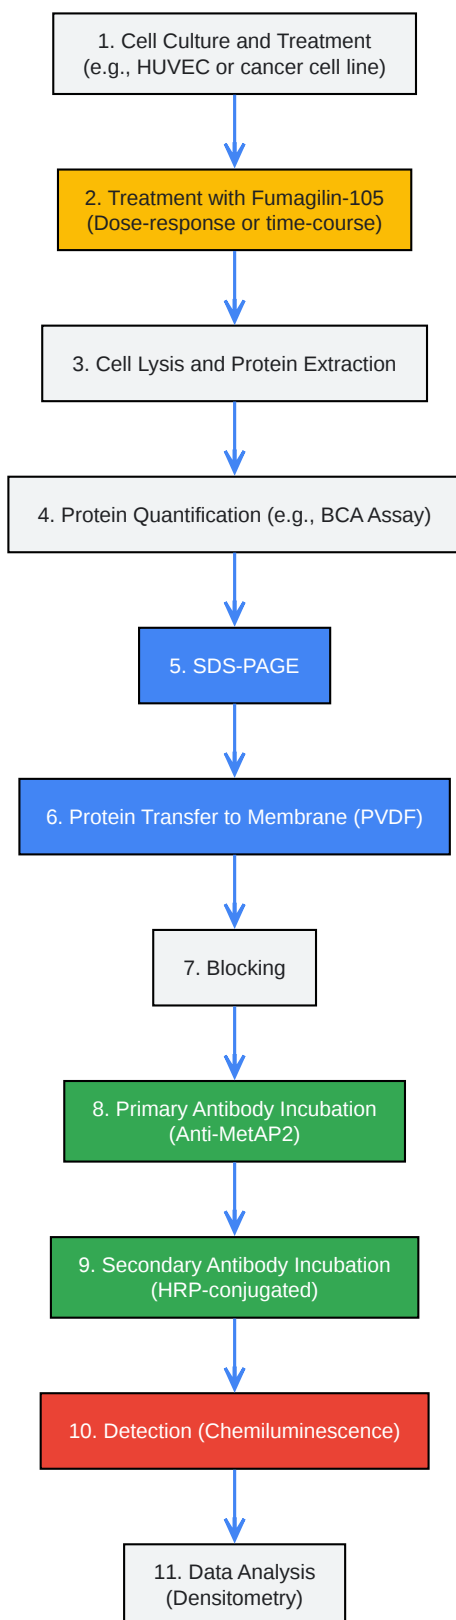 1. Cell Culture and Treatment
(e.g., HUVEC or cancer cell line)
2. Treatment with Fumagilin-105
(Dose-response or time-course)
3. Cell Lysis and Protein Extraction
4. Protein Quantification (e.g., BCA Assay)
5. SDS-PAGE
6. Protein Transfer to Membrane (PVDF)
7. Blocking
8. Primary Antibody Incubation
(Anti-MetAP2)
9. Secondary Antibody Incubation
(HRP-conjugated)
10. Detection (Chemiluminescence)
11. Data Analysis
(Densitometry)